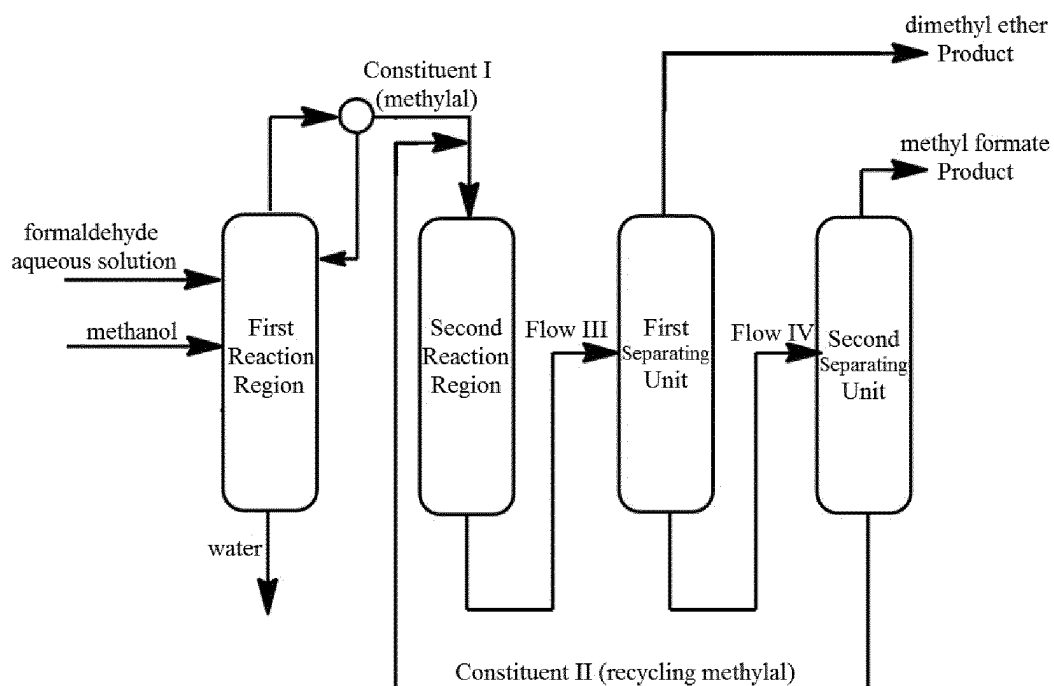 dimethyl ether
Product
Constituent I
(methylal)
methyl formate
Product
formaldehyde
aqueous solution
methanol
First
Reaction
Region
Second
Reaction
Region
Flow III
First
Separating
Unit
Flow IV
Second
Separating
Unit
water
Constituent II (recycling methylal)